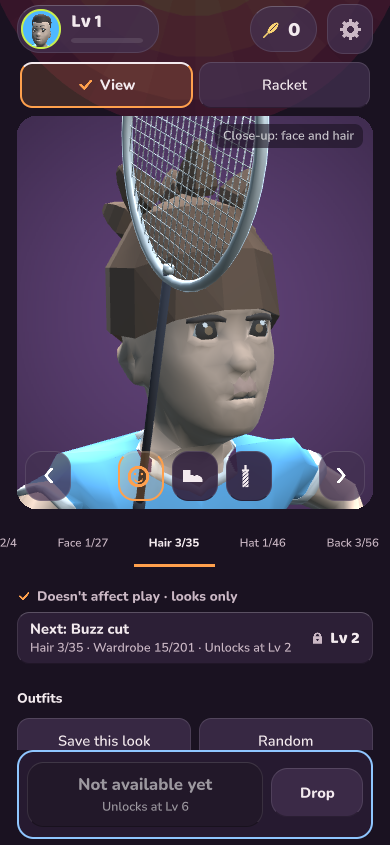 Lv 1
0
View
Racket
Close-up: face and hair
2/4
Face 1/27
Hair 3/35
Hat 1/46
Back 3/56
Doesn't affect play · looks only
Next: Buzz cut
Hair 3/35 · Wardrobe 15/201 · Unlocks at Lv 2
Lv 2
Outfits
Save this look
Random
Not available yet
Unlocks at Lv 6
Drop